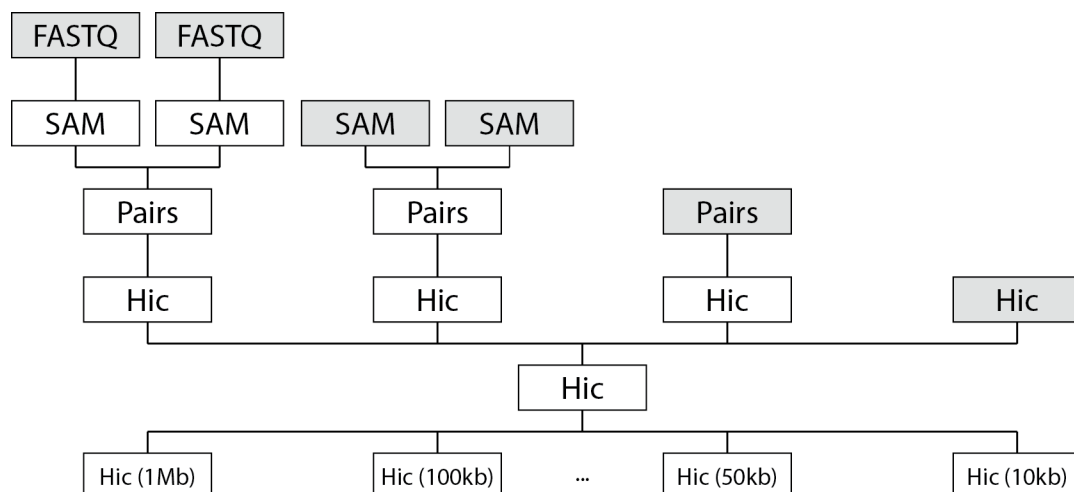 FASTQ FASTQ
SAM SAM SAM SAM
Pairs Pairs Pairs
Hic Hic Hic Hic
Hic
Hic (1Mb) Hic (100kb) ... Hic (50kb) Hic (10kb)